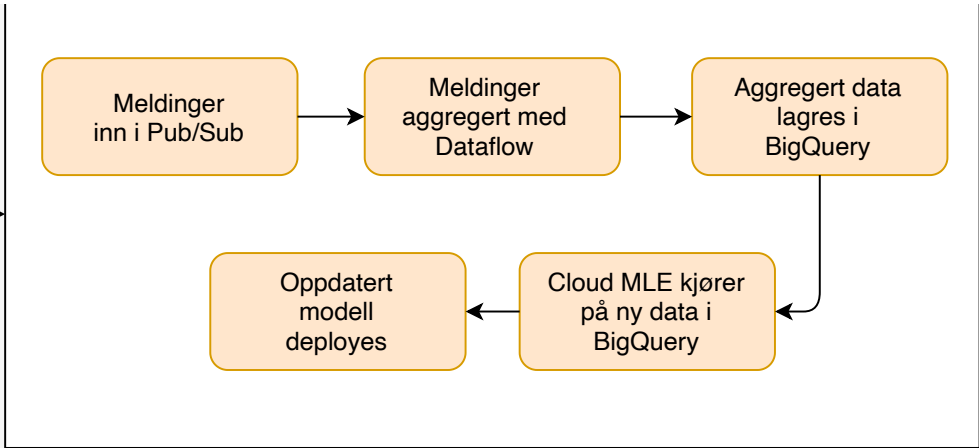 Meldinger
inn i Pub/Sub
Meldinger
aggregert med
Dataflow
Aggregert data
lagres i
BigQuery
Cloud MLE kjører
på ny data i
BigQuery
Oppdatert
modell
deployes